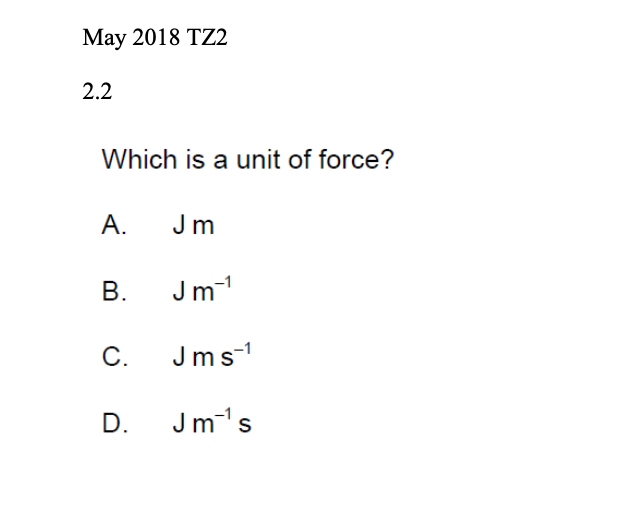 May 2018 TZ2
2.2
Which is a unit of force?
A. J m
B. J m⁻¹
C. J m s⁻¹
D. J m⁻¹ s